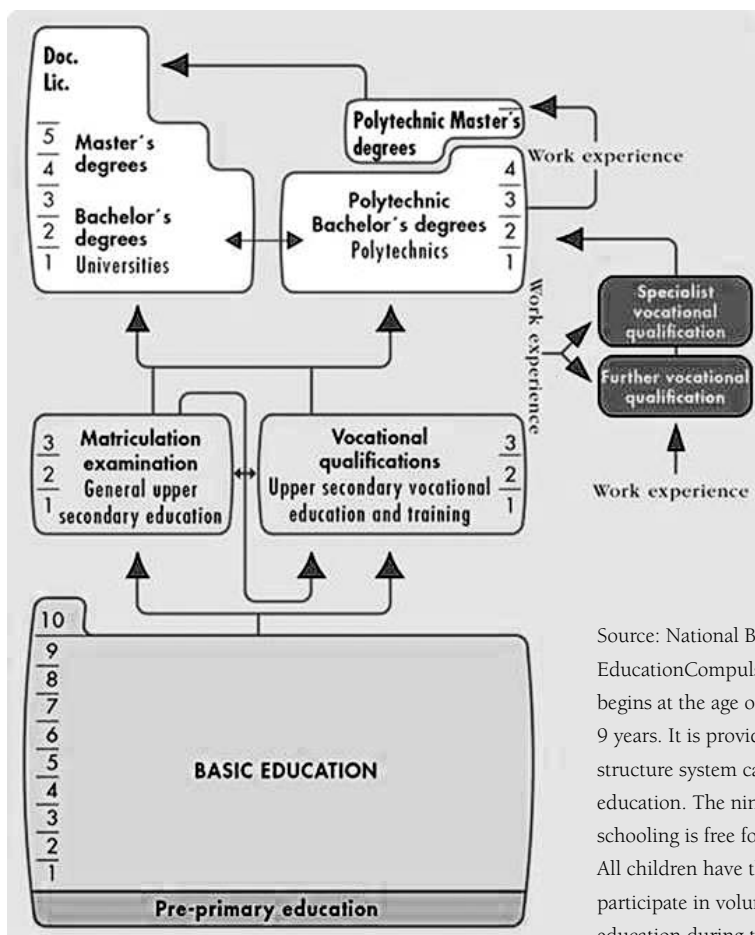 Doc.
Lic.
5
4
3
2
1
Master´s
degrees
Bachelor´s
degrees
Universities
Polytechnic Master´s
degrees
Work experience
Polytechnic
Bachelor´s degrees
Polytechnics
4
3
2
1
Work experience
Specialist
vocational
qualification
Further vocational
qualification
Work experience
3
2
1
Matriculation
examination
General upper
secondary education
Vocational
qualifications
Upper secondary vocational
education and training
3
2
1
10
9
8
7
6
5
4
3
2
1
BASIC EDUCATION
Pre-primary education
Source: National B
EducationCompuls
begins at the age o
9 years. It is provid
structure system ca
education. The nin
schooling is free fo
All children have t
participate in volun